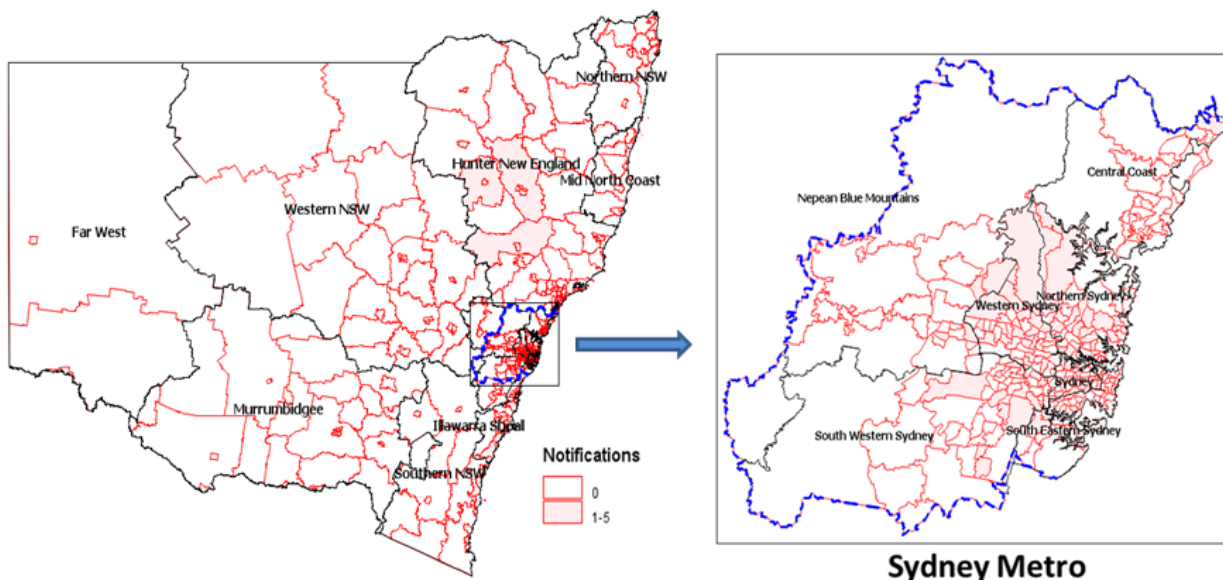 Northern NSW
Hunter New England
Mid North Coast
Western NSW
Far West
Murrumbidgee
Illawarra Shoal
Southern NSW
Notifications
0
1-5
Central Coast
Nepean Blue Mountains
Northern Sydney
Western Sydney
Sydney
South Western Sydney
South Eastern Sydney
Sydney Metro